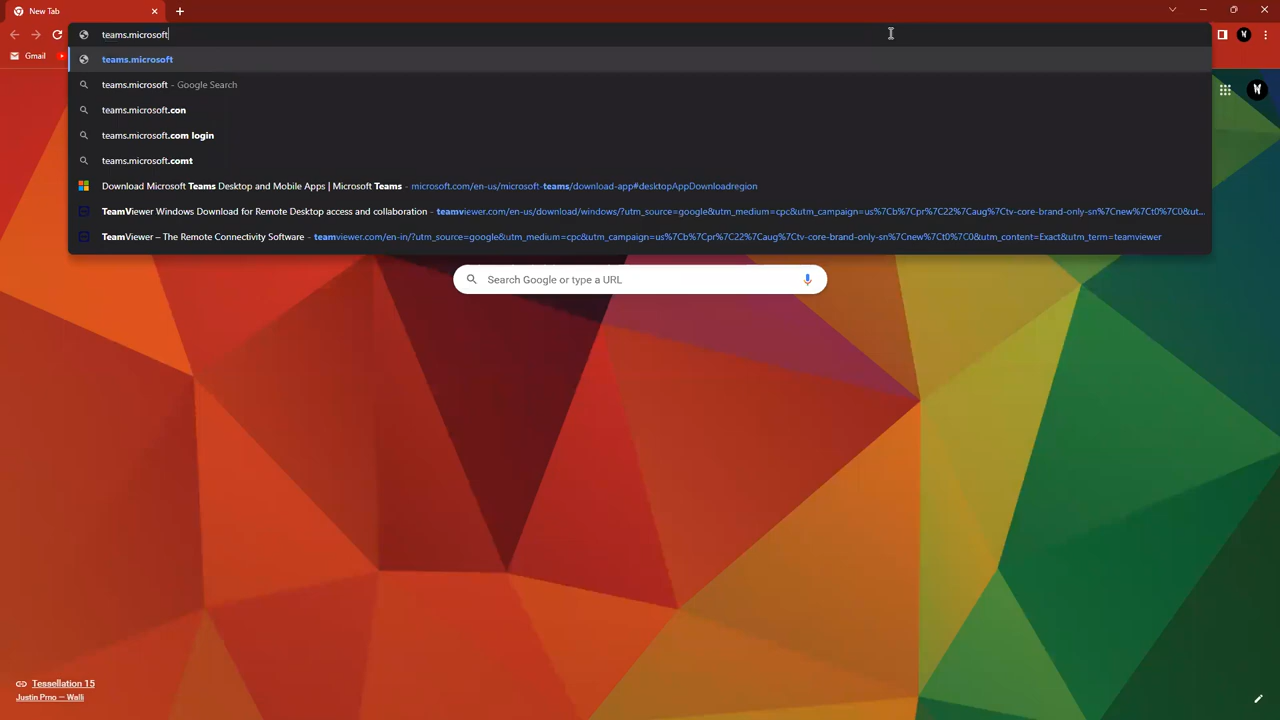 New Tab
teams.microsoft
Gmail
W
teams.microsoft
teams.microsoft - Google Search
teams.microsoft.con
teams.microsoft.com login
teams.microsoft.comt
Download Microsoft Teams Desktop and Mobile Apps | Microsoft Teams - microsoft.com/en-us/microsoft-teams/download-app#desktopAppDownloadregion
TeamViewer Windows Download for Remote Desktop access and collaboration - teamviewer.com/en-us/download/windows/?utm_source=google&utm_medium=cpc&utm_campaign=us%7Cb%7Cpr%7C22%7Caug%7Ctv-core-brand-only-sn%7Cnew%7Ct0%7C0&ut...
TeamViewer – The Remote Connectivity Software - teamviewer.com/en-in/?utm_source=google&utm_medium=cpc&utm_campaign=us%7Cb%7Cpr%7C22%7Caug%7Ctv-core-brand-only-sn%7Cnew%7Ct0%7C0&utm_content=Exact&utm_term=teamviewer
W
Search Google or type a URL
Tessellation 15
Justin Prno — Walli